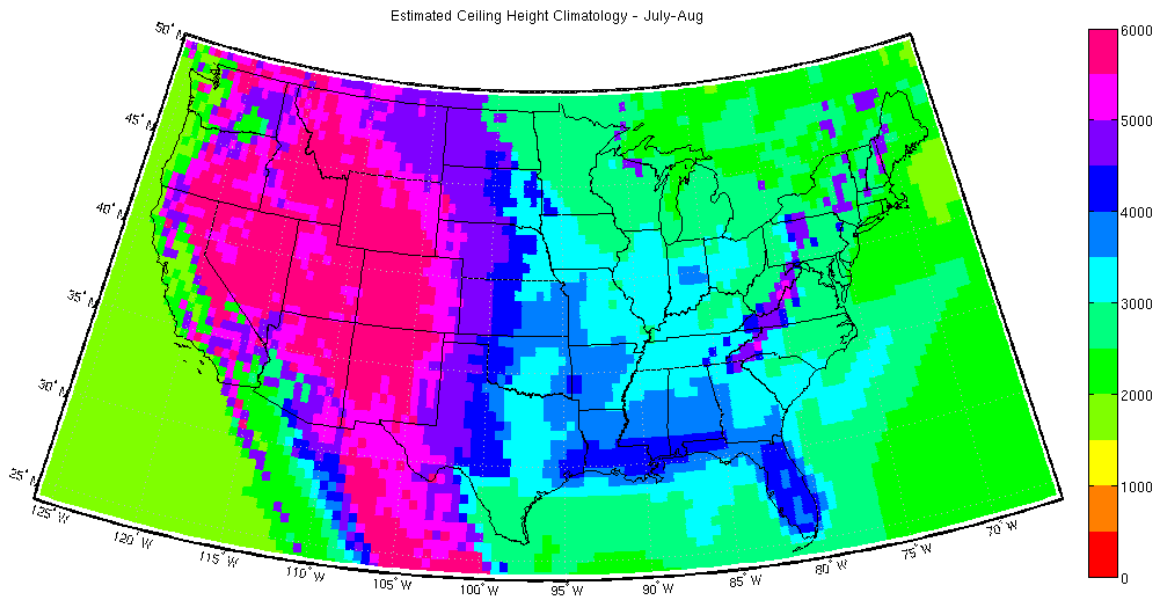 Estimated Ceiling Height Climatology - July-Aug
50° N
45° N
40° N
35° N
30° N
25° N
125° W
120° W
115° W
110° W
105° W
100° W
95° W
90° W
85° W
80° W
75° W
70° W
6000
5000
4000
3000
2000
1000
0